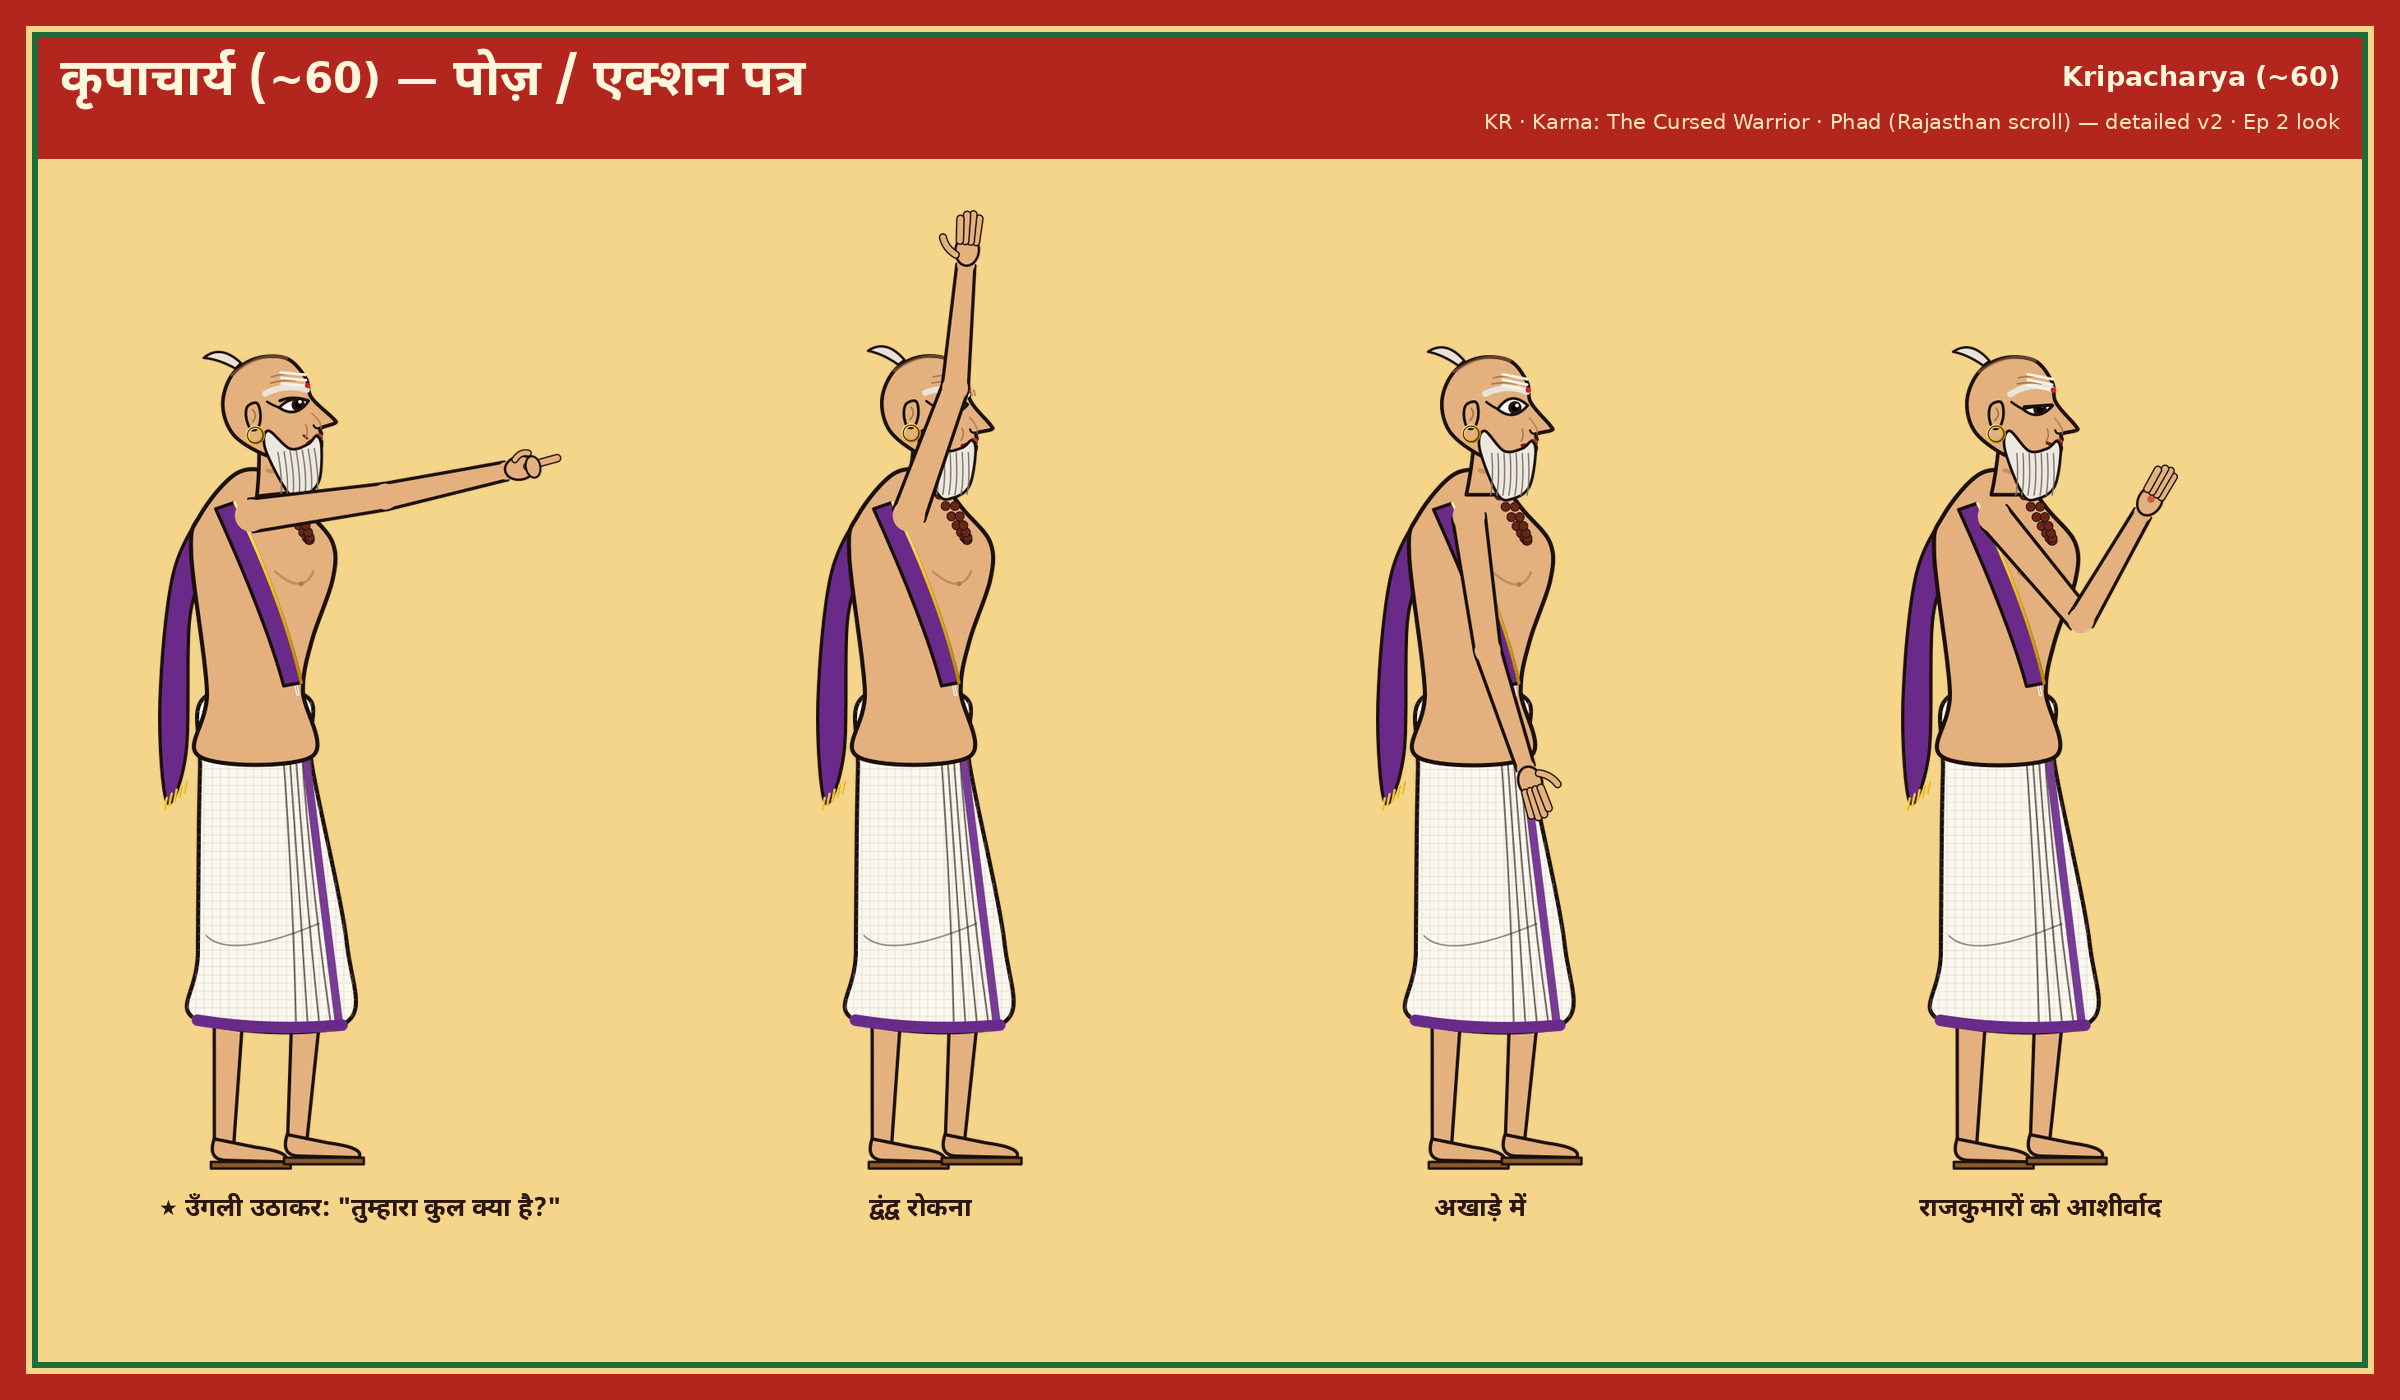 कृपाचार्य (~60) — पोज़ / एक्शन पत्र
Kripacharya (~60)
KR · Karna: The Cursed Warrior · Phad (Rajasthan scroll) — detailed v2 · Ep 2 look
★ उँगली उठाकर: "तुम्हारा कुल क्या है?"
द्वंद्व रोकना
अखाड़े में
राजकुमारों को आशीर्वाद